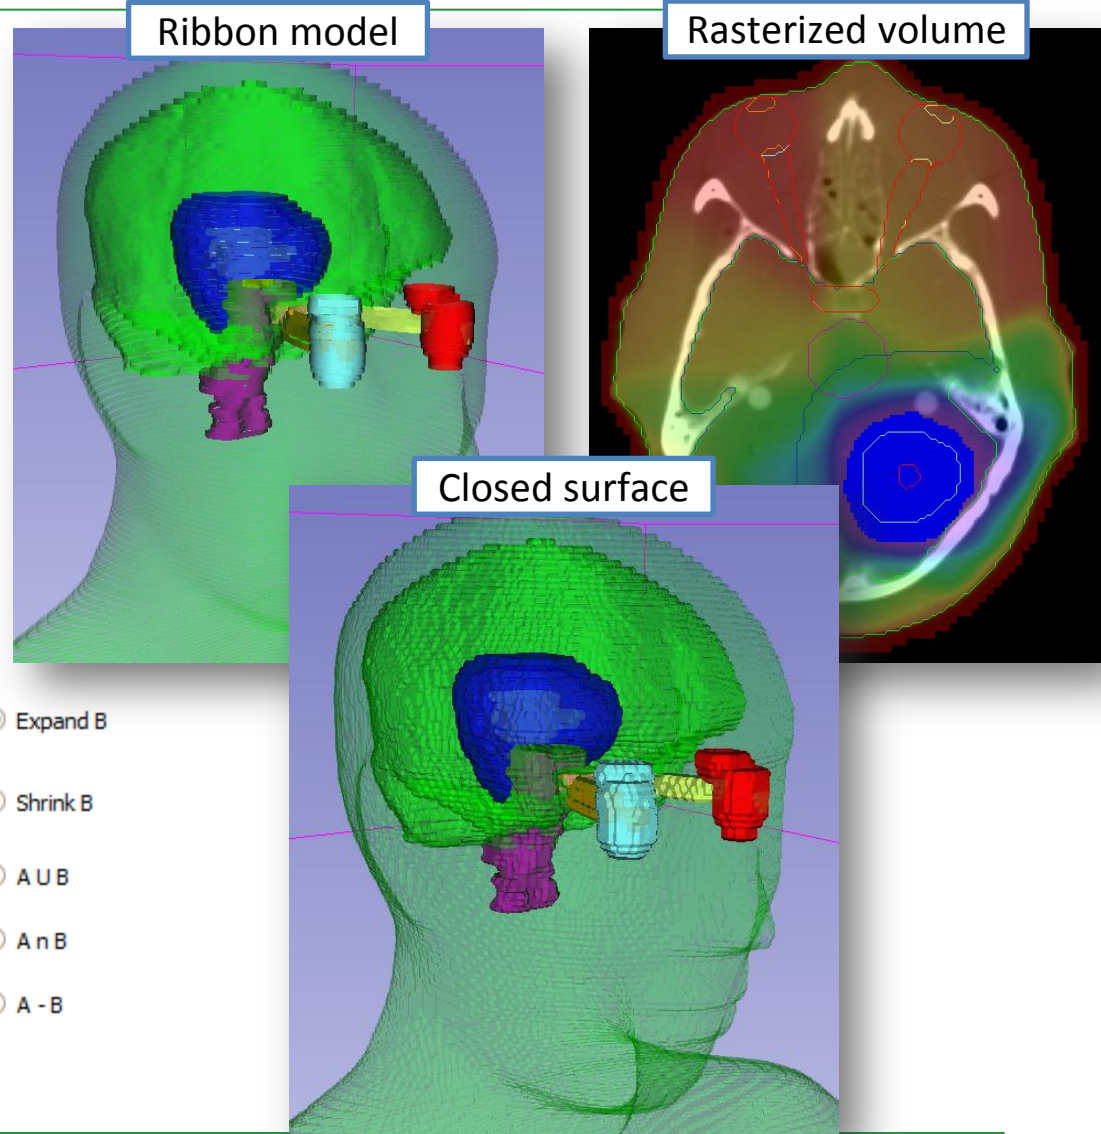 Ribbon model
Rasterized volume
Closed surface
Expand B
Shrink B
A U B
A n B
A - B